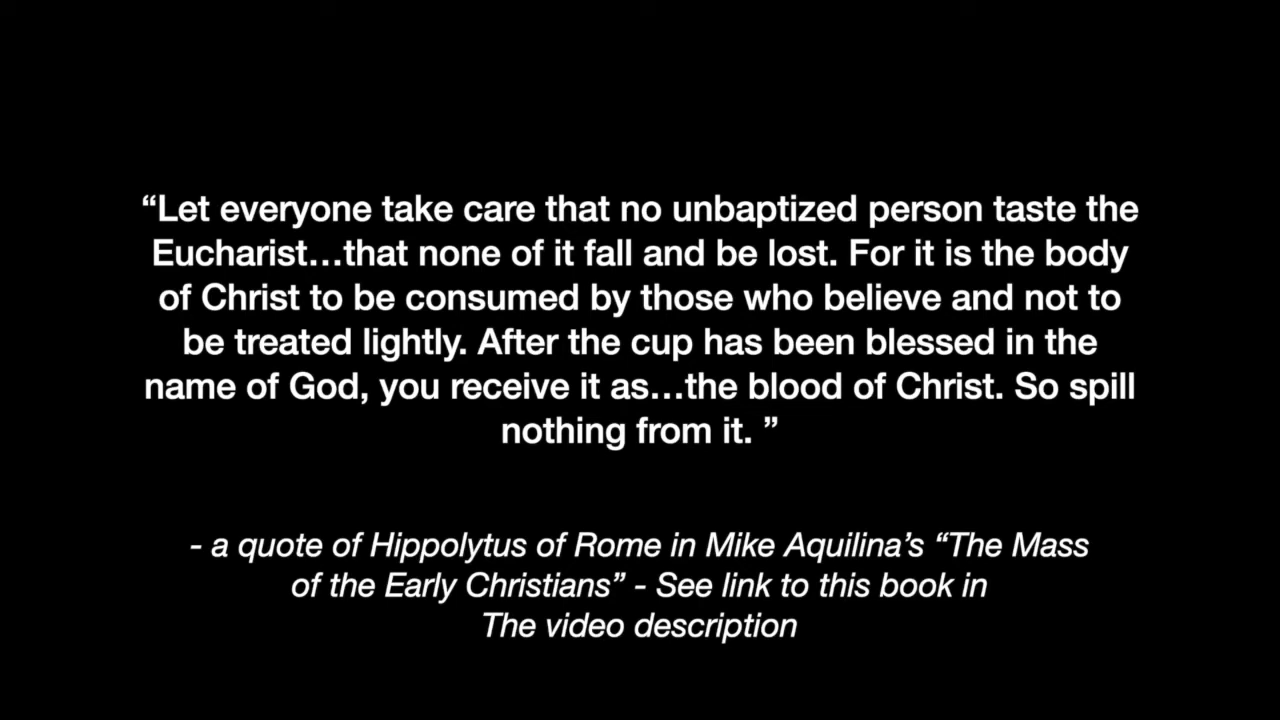 “Let everyone take care that no unbaptized person taste the
Eucharist…that none of it fall and be lost. For it is the body
of Christ to be consumed by those who believe and not to
be treated lightly. After the cup has been blessed in the
name of God, you receive it as…the blood of Christ. So spill
nothing from it. ”
- a quote of Hippolytus of Rome in Mike Aquilina’s “The Mass
of the Early Christians” - See link to this book in
The video description